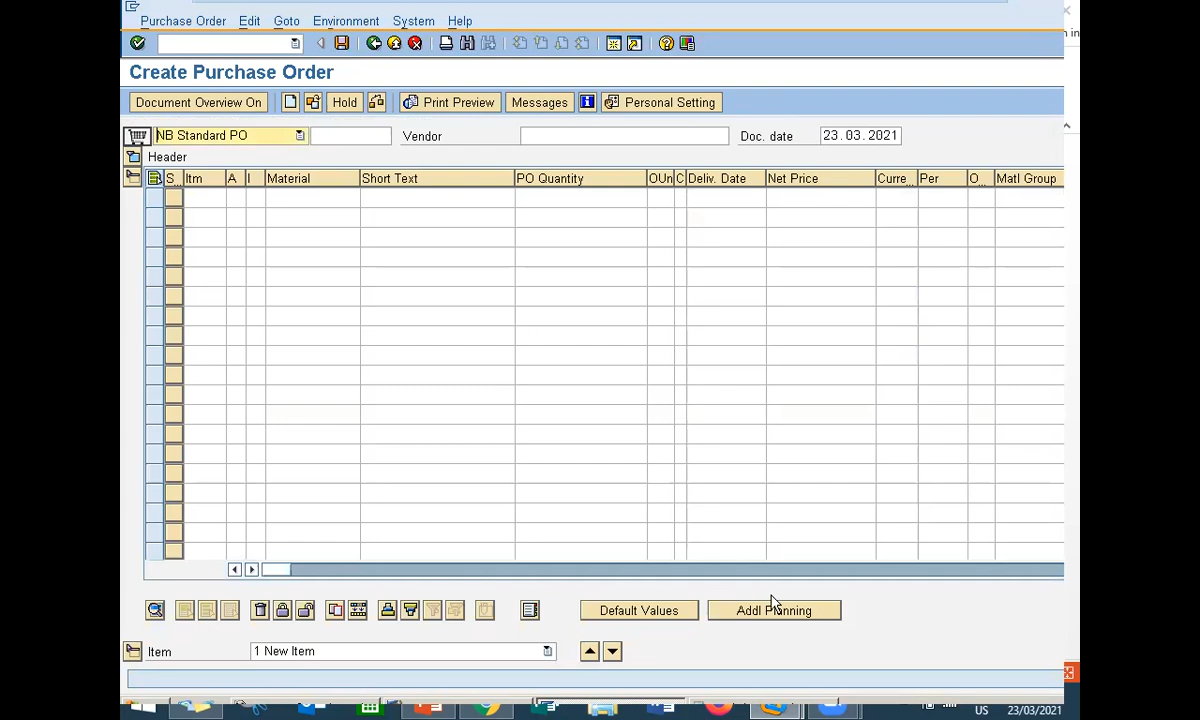 Purchase Order Edit Goto Environment System Help
Create Purchase Order
Document Overview On Hold Print Preview Messages Personal Setting
NB Standard PO Vendor Doc. date 23.03.2021
Header
S... Itm A I Material Short Text PO Quantity OUn C Deliv. Date Net Price Curre... Per O... Matl Group
Default Values Addl Planning
Item 1 New Item
US 23/03/2021